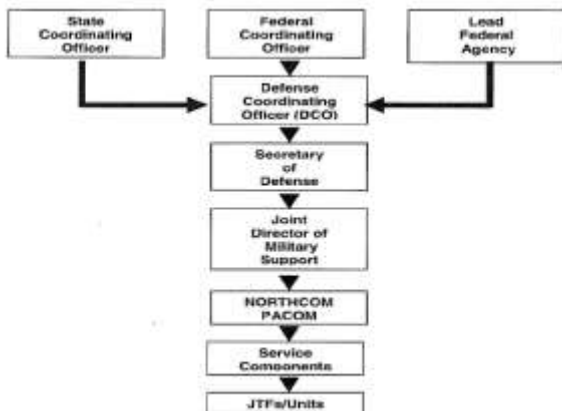 State
Coordinating
Officer
Federal
Coordinating
Officer
Lead
Federal
Agency
Defense
Coordinating
Officer (DCO)
Secretary
of
Defense
Joint
Director of
Military
Support
NORTHCOM
PACOM
Service
Components
JTFs/Units